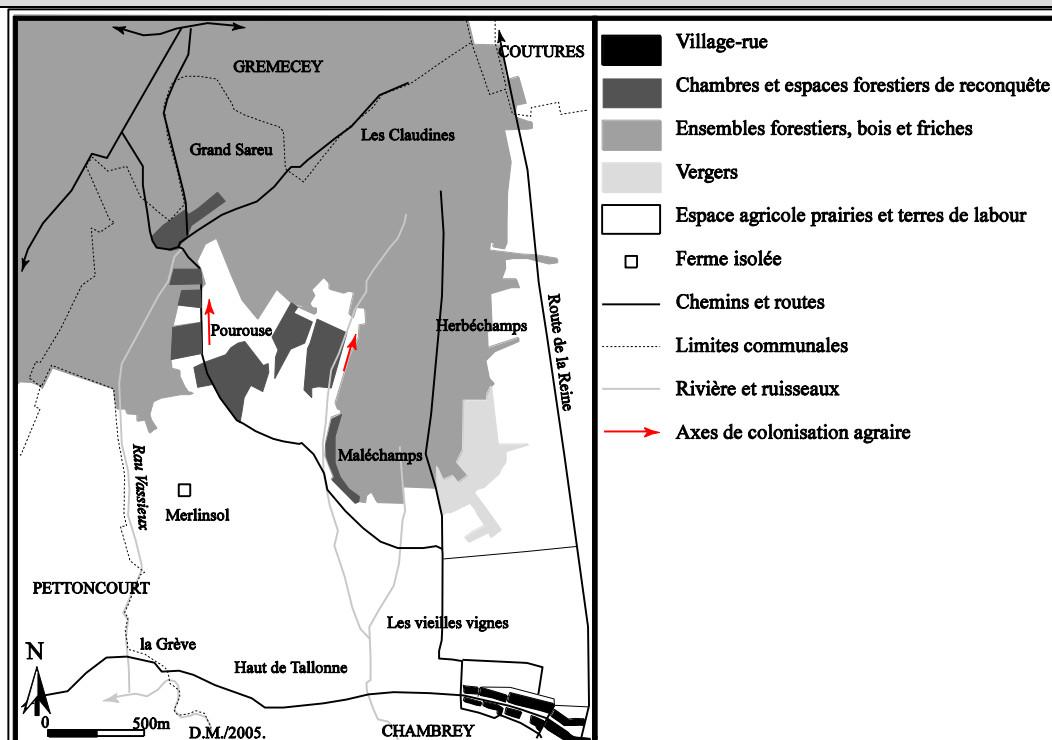 COUTURES
GREMECEY
Les Claudines
Grand Sareu
Route de la Reine
Herbéchamps
Pourouse
Maléchamps
Rau Vassieux
Merlinsol
PETTONCOURT
Les vieilles vignes
la Grève
N
Haut de Tallonne
0 500m
D.M./2005.
CHAMBREY
Village-rue
Chambres et espaces forestiers de reconquête
Ensembles forestiers, bois et friches
Vergers
Espace agricole prairies et terres de labour
Ferme isolée
Chemins et routes
Limites communales
Rivière et ruisseaux
Axes de colonisation agraire